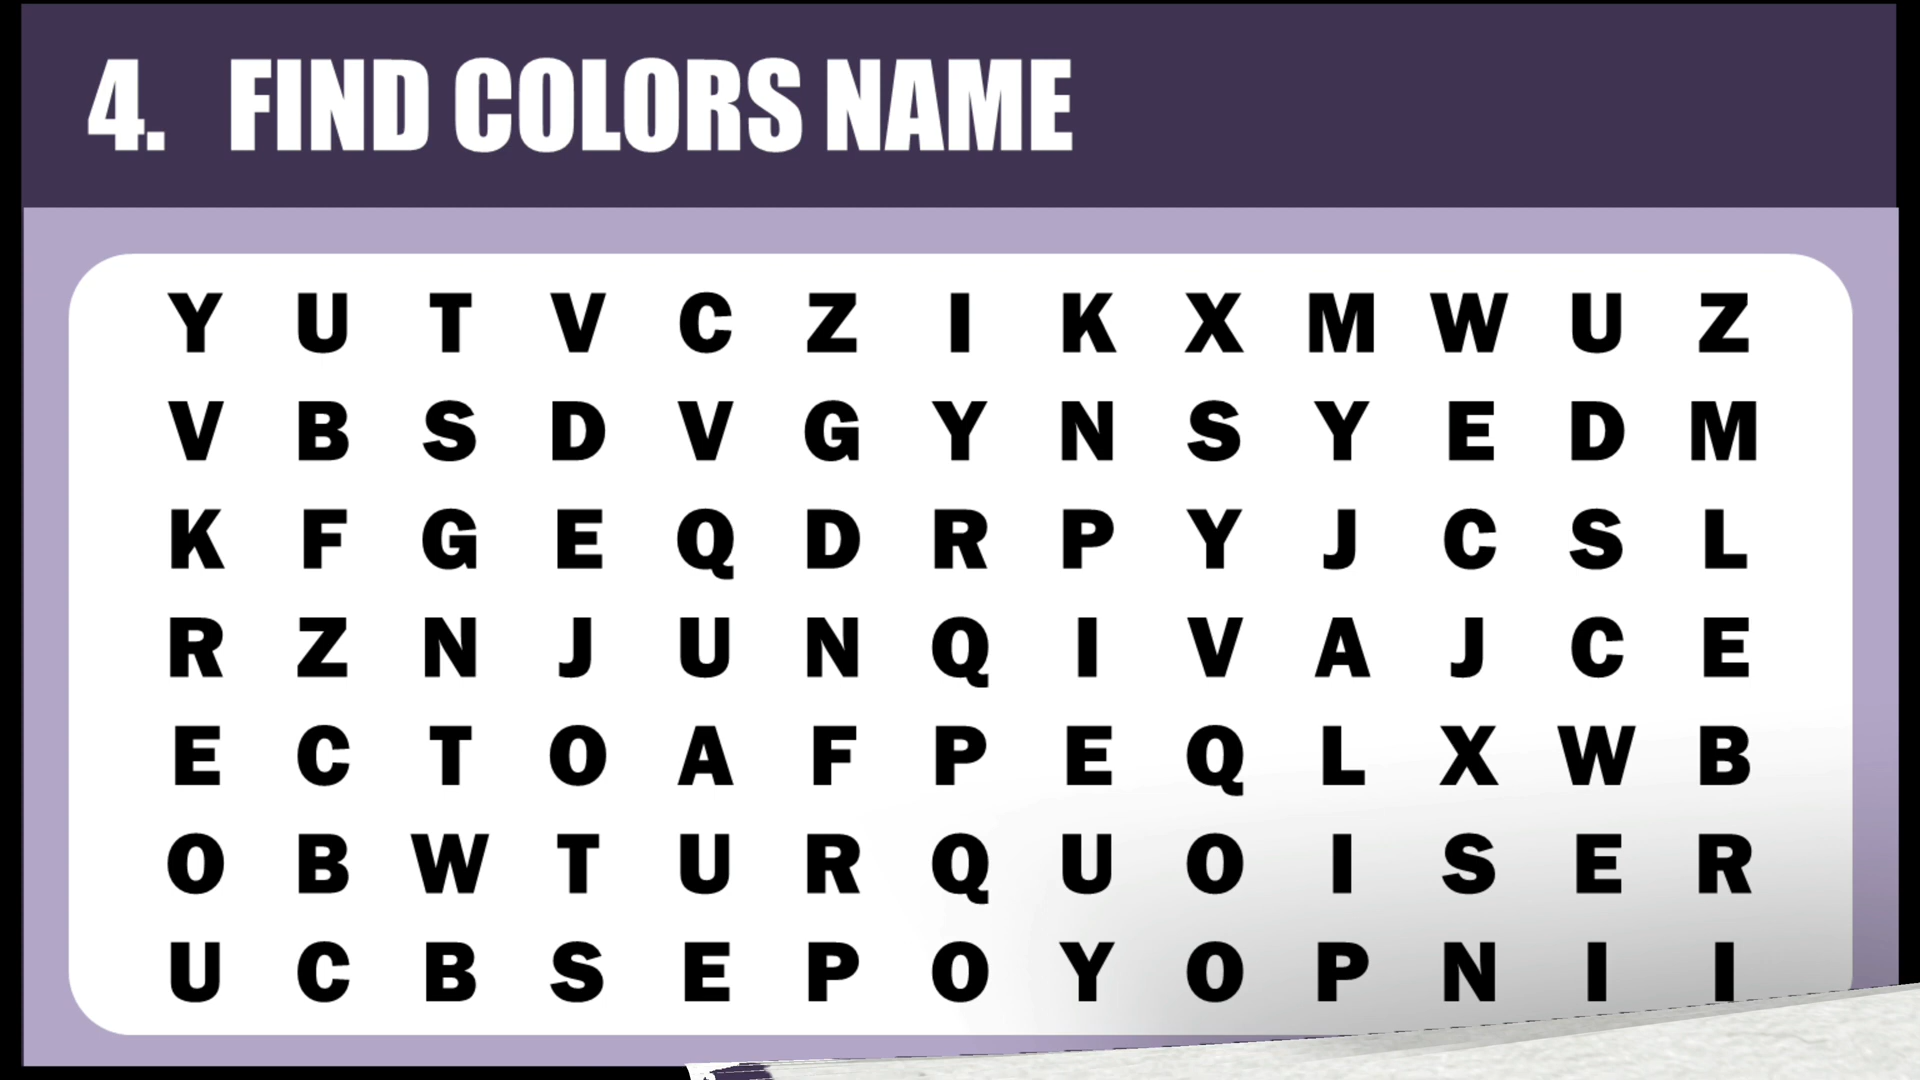 4. FIND COLORS NAME
Y U T V C Z I K X M W U Z
V B S D V G Y N S Y E D M
K F G E Q D R P Y J C S L
R Z N J U N Q I V A J C E
E C T O A F P E Q L X W B
O B W T U R Q U O I S E R
U C B S E P O Y O P N I I